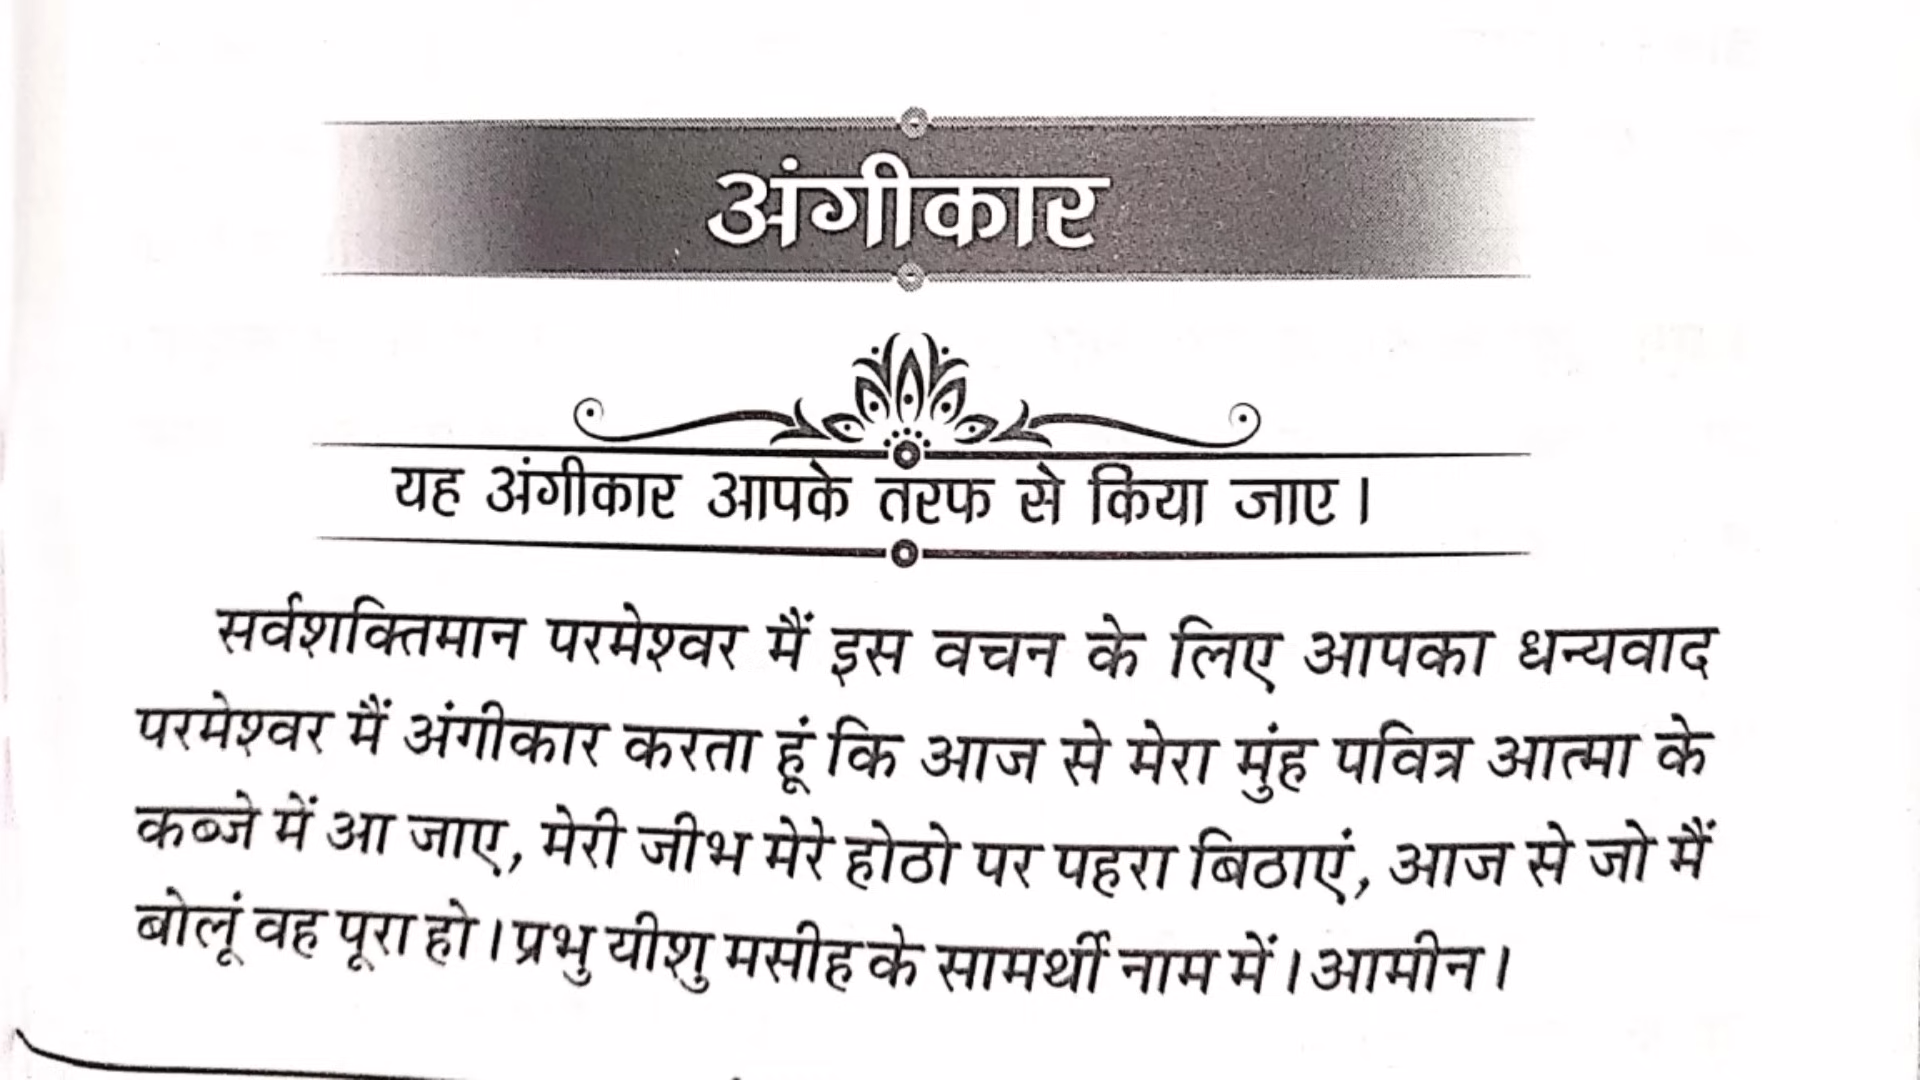 अंगीकार
यह अंगीकार आपके तरफ से किया जाए।
सर्वशक्तिमान परमेश्वर मैं इस वचन के लिए आपका धन्यवाद
परमेश्वर मैं अंगीकार करता हूं कि आज से मेरा मुंह पवित्र आत्मा के
कब्जे में आ जाए, मेरी जीभ मेरे होठो पर पहरा बिठाएं, आज से जो मैं
बोलूं वह पूरा हो। प्रभु यीशु मसीह के सामर्थी नाम में। आमीन।